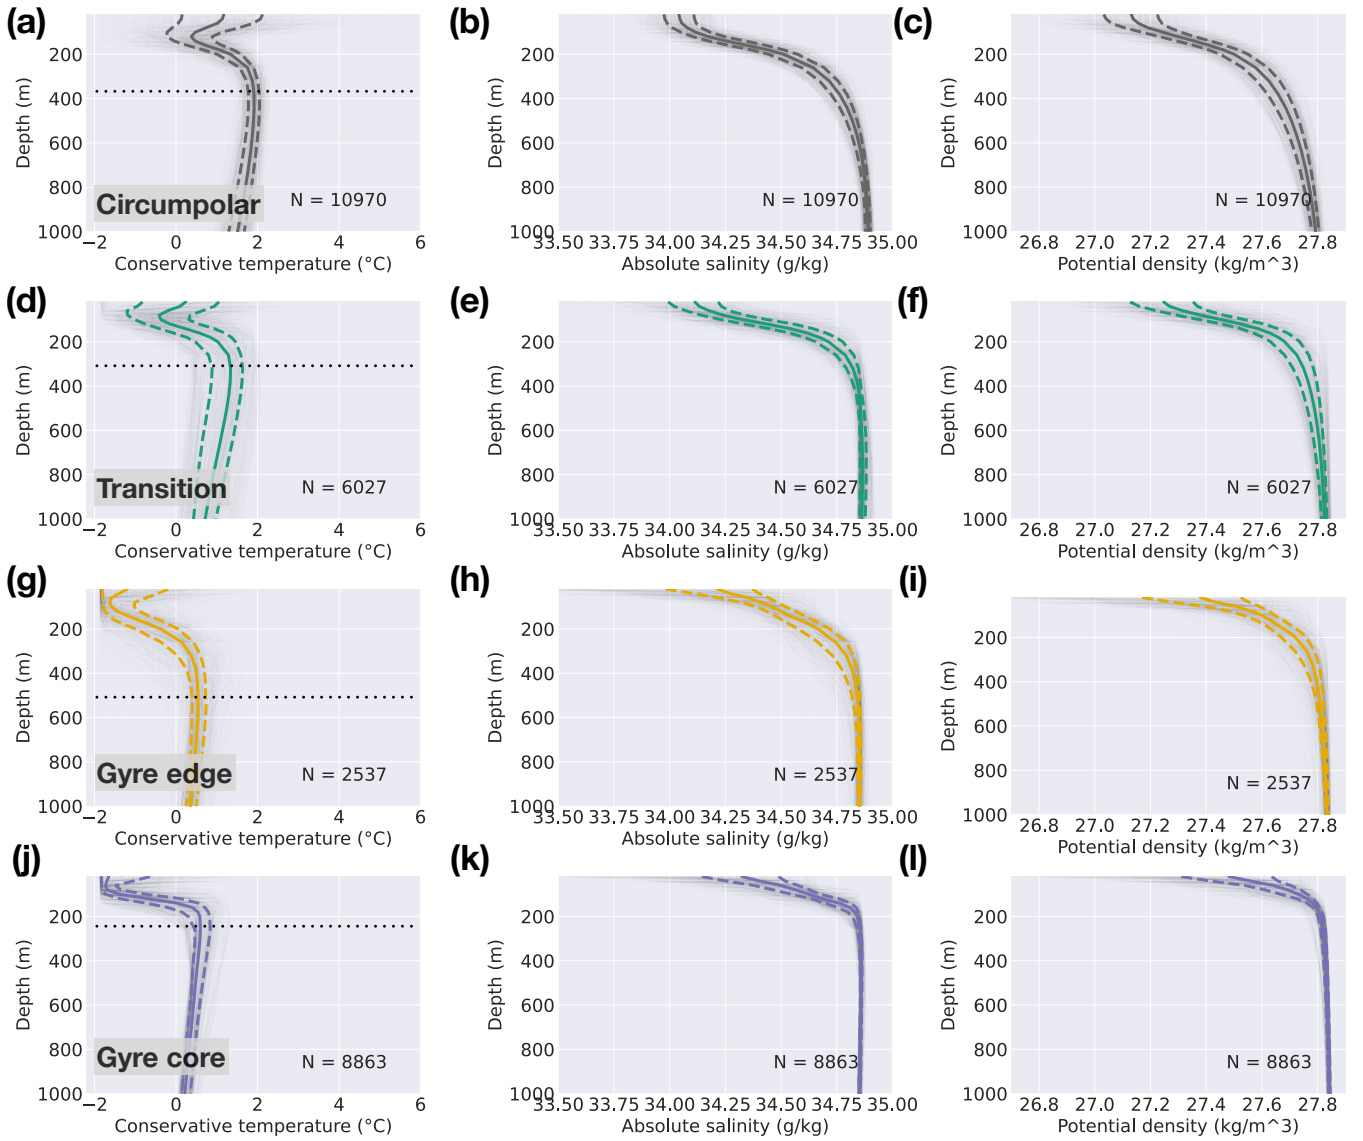 (a) (b) (c)
200 200 200
400 400 400
600 600 600
800 800 800
1000 1000 1000
Depth (m) Depth (m) Depth (m)
Circumpolar N = 10970 N = 10970 N = 10970
−2 0 2 4 6 33.50 33.75 34.00 34.25 34.50 34.75 35.00 26.8 27.0 27.2 27.4 27.6 27.8
Conservative temperature (°C) Absolute salinity (g/kg) Potential density (kg/m^3)
(d) (e) (f)
200 200 200
400 400 400
600 600 600
800 800 800
1000 1000 1000
Depth (m) Depth (m) Depth (m)
Transition N = 6027 N = 6027 N = 6027
−2 0 2 4 6 33.50 33.75 34.00 34.25 34.50 34.75 35.00 26.8 27.0 27.2 27.4 27.6 27.8
Conservative temperature (°C) Absolute salinity (g/kg) Potential density (kg/m^3)
(g) (h) (i)
200 200 200
400 400 400
600 600 600
800 800 800
1000 1000 1000
Depth (m) Depth (m) Depth (m)
Gyre edge N = 2537 N = 2537 N = 2537
−2 0 2 4 6 33.50 33.75 34.00 34.25 34.50 34.75 35.00 26.8 27.0 27.2 27.4 27.6 27.8
Conservative temperature (°C) Absolute salinity (g/kg) Potential density (kg/m^3)
(j) (k) (l)
200 200 200
400 400 400
600 600 600
800 800 800
1000 1000 1000
Depth (m) Depth (m) Depth (m)
Gyre core N = 8863 N = 8863 N = 8863
−2 0 2 4 6 33.50 33.75 34.00 34.25 34.50 34.75 35.00 26.8 27.0 27.2 27.4 27.6 27.8
Conservative temperature (°C) Absolute salinity (g/kg) Potential density (kg/m^3)